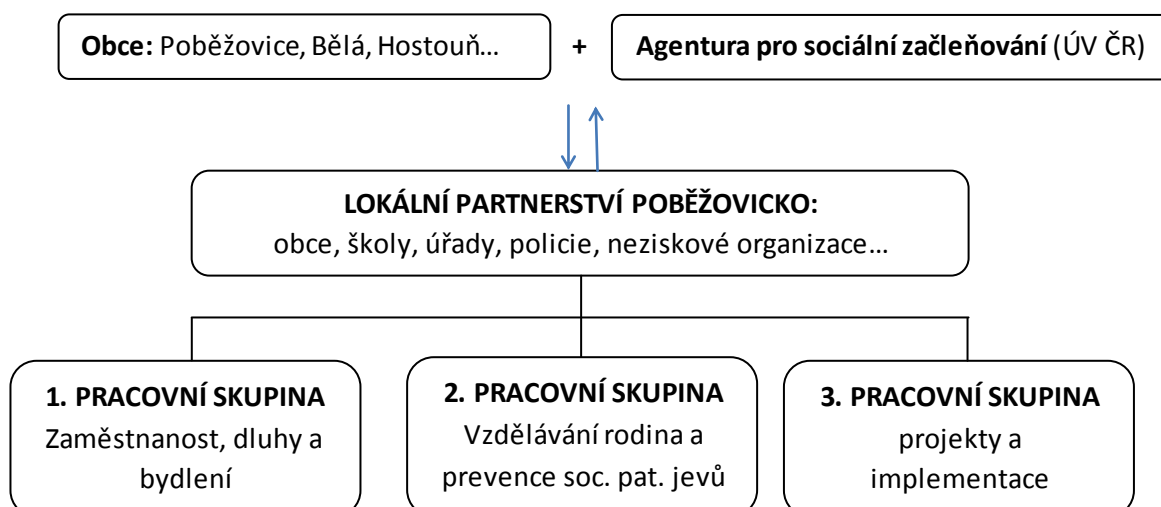 Obce: Poběžovice, Bělá, Hostouň...
+
Agentura pro sociální začleňování (ÚV ČR)
LOKÁLNÍ PARTNERSTVÍ POBĚŽOVICKO:
obce, školy, úřady, policie, neziskové organizace...
1. PRACOVNÍ SKUPINA
Zaměstnanost, dluhy a
bydlení
2. PRACOVNÍ SKUPINA
Vzdělávání rodina a
prevence soc. pat. jevů
3. PRACOVNÍ SKUPINA
projekty a
implementace